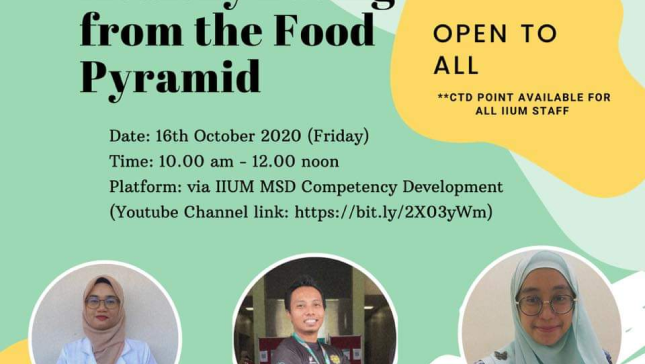 from the Food
Pyramid
OPEN TO
ALL
**CTD POINT AVAILABLE FOR
ALL IIUM STAFF
Date: 16th October 2020 (Friday)
Time: 10.00 am - 12.00 noon
Platform: via IIUM MSD Competency Development
(Youtube Channel link: https://bit.ly/2X03yWm)